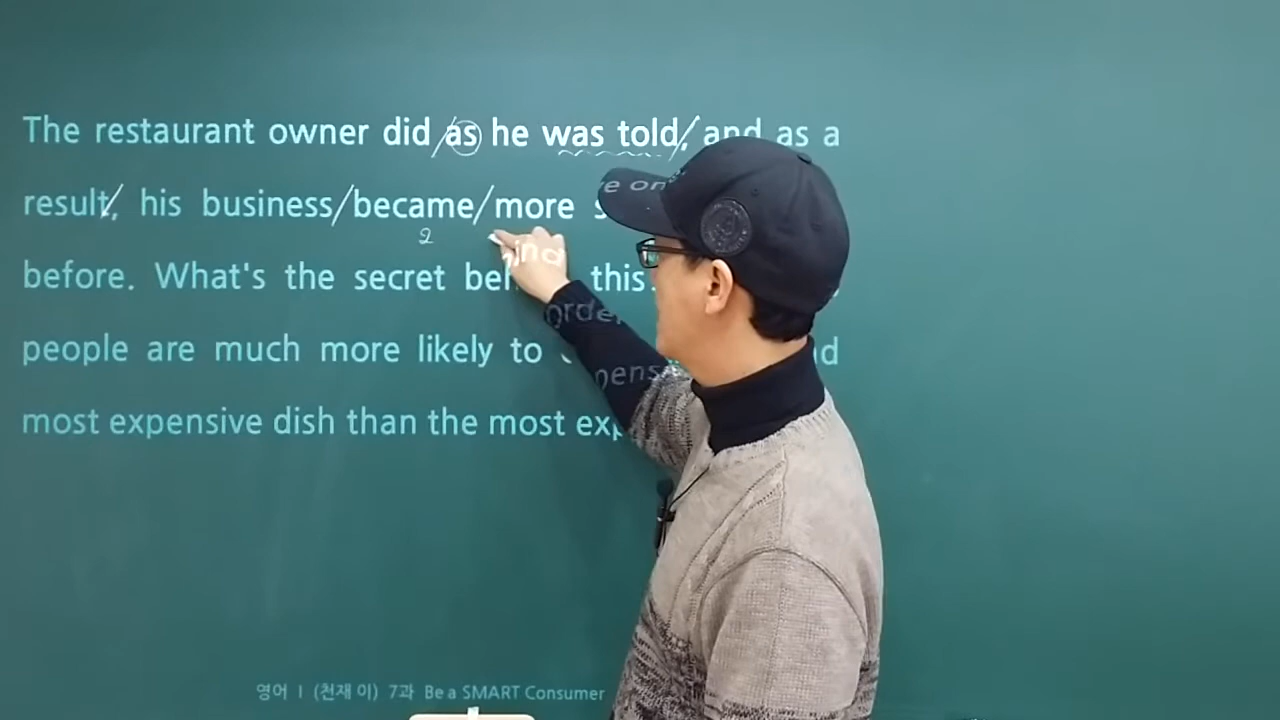 The restaurant owner did as he was told, and as a
result, his business became more
2
before. What's the secret this
people are much more likely to
most expensive dish than the most
영어 I (천재 이) 7과 Be a SMART Consumer